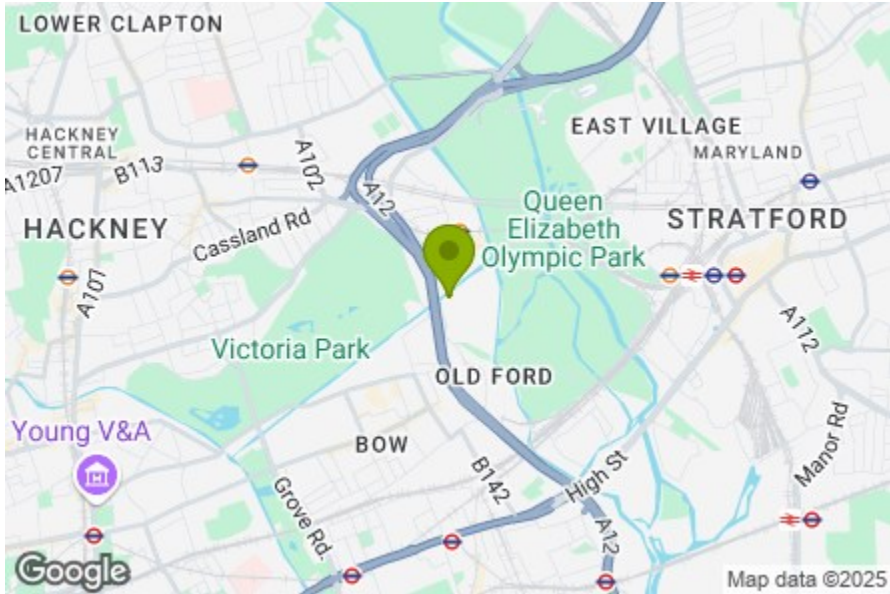 LOWER CLAPTON
HACKNEY
CENTRAL
A1207
B113
A102
A12
EAST VILLAGE
MARYLAND
HACKNEY
Cassland Rd
Queen
Elizabeth
Olympic Park
STRATFORD
A107
A112
Victoria Park
OLD FORD
Young V&A
BOW
B142
High St
Manor Rd
Grove Rd.
A12
Google
Map data ©2025